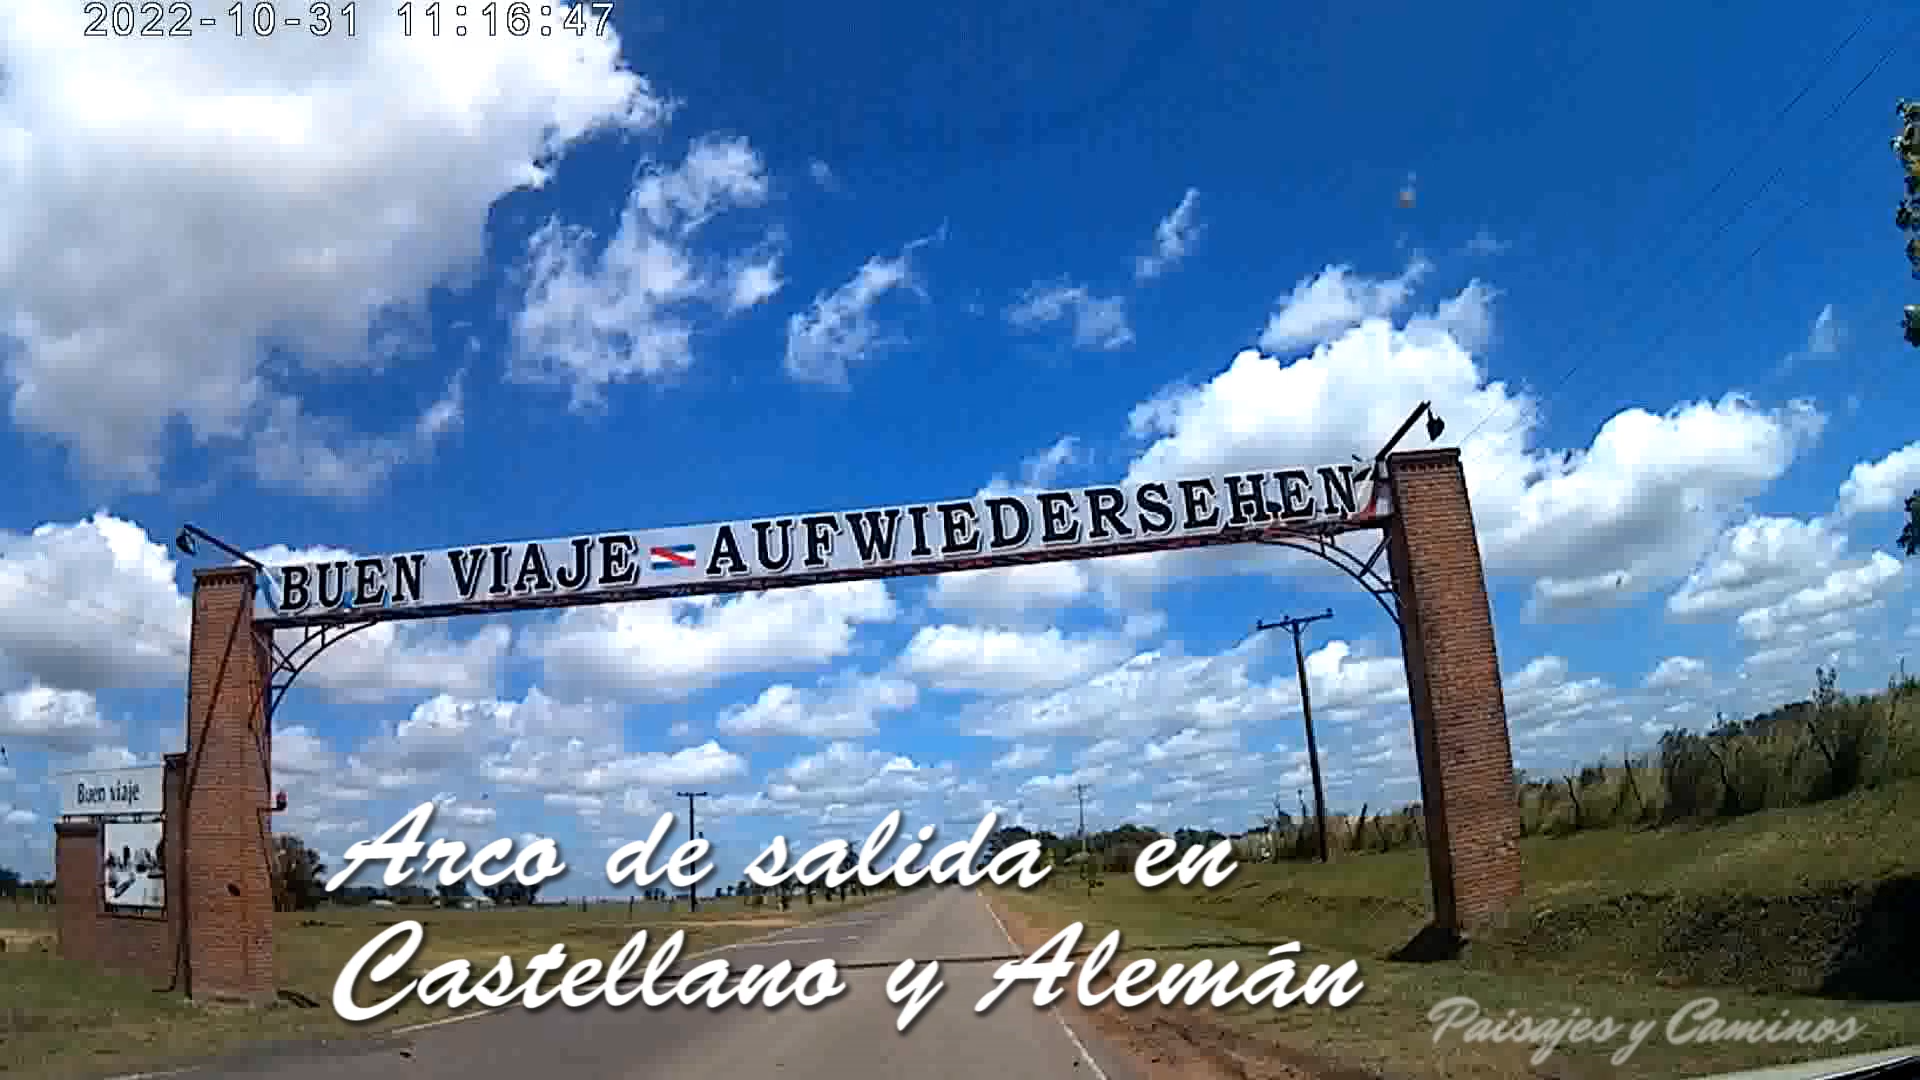 2022-10-31 11:16:47
BUEN VIAJE AUFWIEDERSEHEN
Buen viaje
Arco de salida en
Castellano y Alemán
Paisajes y Caminos